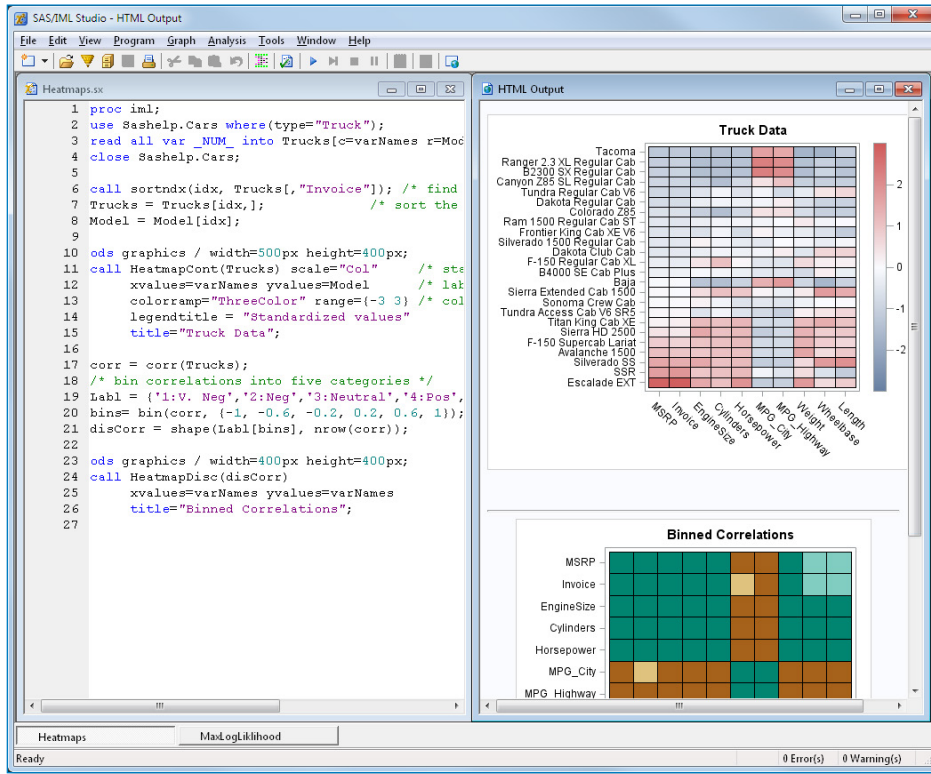 SAS/IML Studio - HTML Output
File Edit View Program Graph Analysis Tools Window Help
Heatmaps.sx
1 proc iml;
2 use Sashelp.Cars where(type="Truck");
3 read all var _NUM_ into Trucks[c=varNames r=Mod
4 close Sashelp.Cars;
5
6 call sortndx(idx, Trucks[,"Invoice"]); /* find
7 Trucks = Trucks[idx,]; /* sort the
8 Model = Model[idx];
9
10 ods graphics / width=500px height=400px;
11 call HeatmapCont(Trucks) scale="Col" /* sta
12 xvalues=varNames yvalues=Model /* lab
13 colorramp="ThreeColor" range={-3 3} /* col
14 legendtitle = "Standardized values"
15 title="Truck Data";
16
17 corr = corr(Trucks);
18 /* bin correlations into five categories */
19 Labl = {'1:V. Neg','2:Neg','3:Neutral','4:Pos',
20 bins= bin(corr, {-1, -0.6, -0.2, 0.2, 0.6, 1});
21 disCorr = shape(Labl[bins], nrow(corr));
22
23 ods graphics / width=400px height=400px;
24 call HeatmapDisc(disCorr)
25 xvalues=varNames yvalues=varNames
26 title="Binned Correlations";
27
HTML Output
Truck Data
Tacoma
Ranger 2.3 XL Regular Cab
B2300 SX Regular Cab
Canyon Z85 SL Regular Cab
Tundra Regular Cab V6
Dakota Regular Cab
Colorado Z85
Ram 1500 Regular Cab ST
Frontier King Cab XE V6
Silverado 1500 Regular Cab
Dakota Club Cab
F-150 Regular Cab XL
B4000 SE Cab Plus
Baja
Sierra Extended Cab 1500
Sonoma Crew Cab
Tundra Access Cab V6 SR5
Titan King Cab XE
Sierra HD 2500
F-150 Supercab Lariat
Avalanche 1500
Silverado SS
SSR
Escalade EXT
MSRP
Invoice
EngineSize
Cylinders
Horsepower
MPG_City
MPG_Highway
Weight
Wheelbase
Length
2
1
0
-1
-2
Binned Correlations
MSRP
Invoice
EngineSize
Cylinders
Horsepower
MPG_City
MPG_Highway
Heatmaps
MaxLogLiklihood
Ready
0 Error(s)
0 Warning(s)